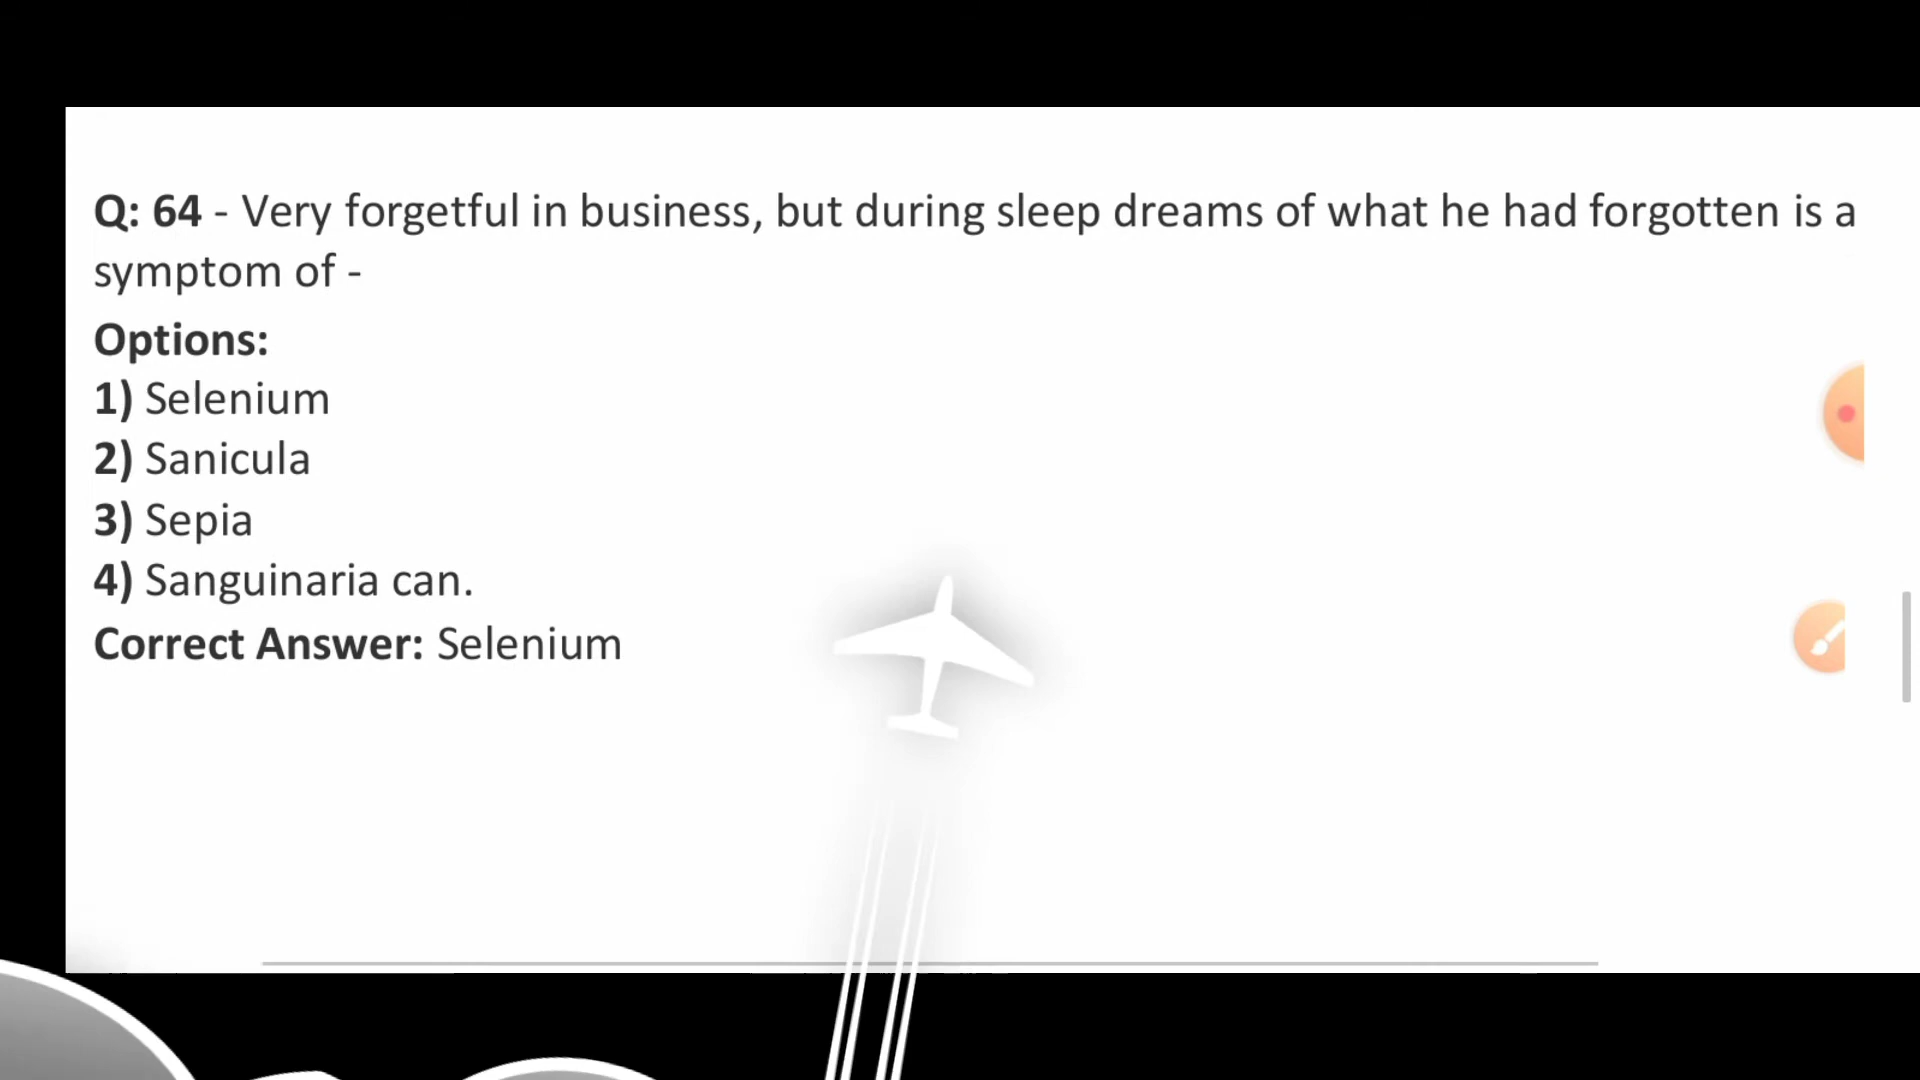 Q: 64 - Very forgetful in business, but during sleep dreams of what he had forgotten is a
symptom of -
Options:
1) Selenium
2) Sanicula
3) Sepia
4) Sanguinaria can.
Correct Answer: Selenium